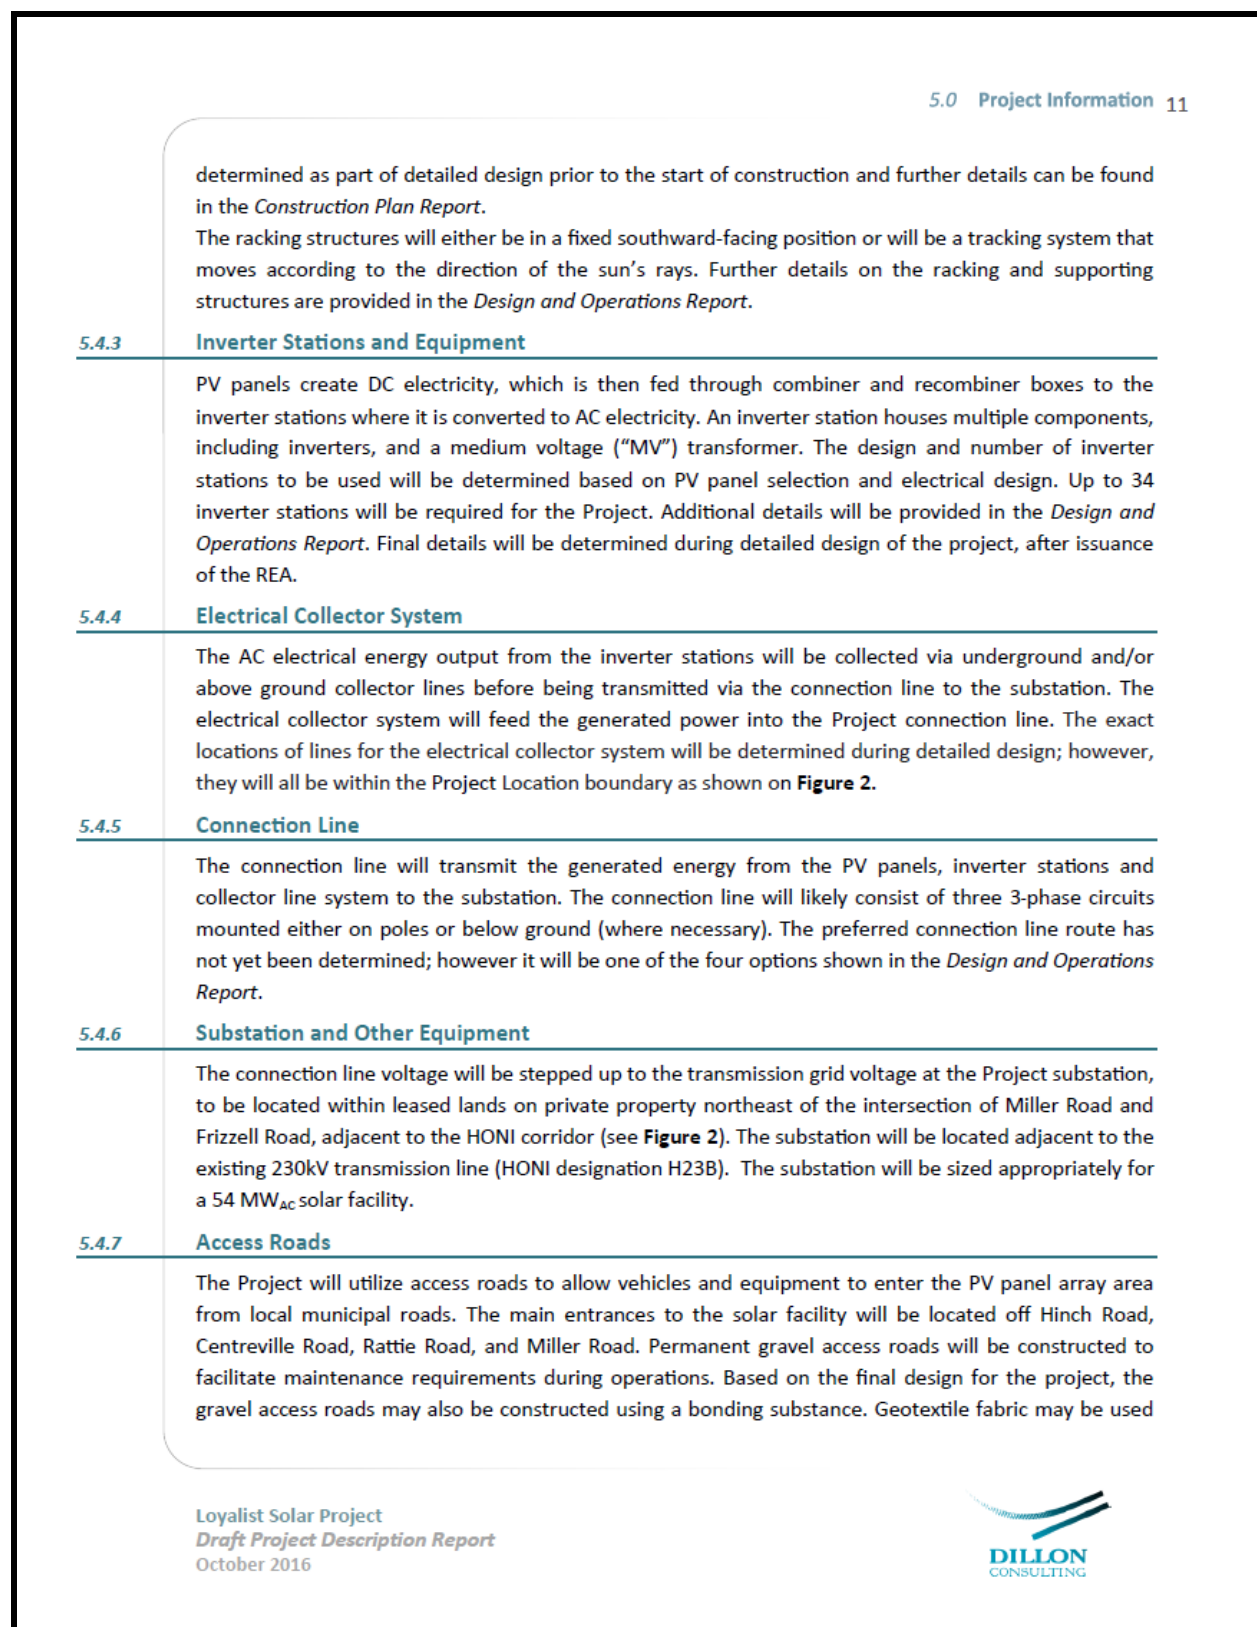 5.0 Project Information 11
determined as part of detailed design prior to the start of construction and further details can be found
in the Construction Plan Report.
The racking structures will either be in a fixed southward-facing position or will be a tracking system that
moves according to the direction of the sun's rays. Further details on the racking and supporting
structures are provided in the Design and Operations Report.
5.4.3 Inverter Stations and Equipment
PV panels create DC electricity, which is then fed through combiner and recombiner boxes to the
inverter stations where it is converted to AC electricity. An inverter station houses multiple components,
including inverters, and a medium voltage (“MV”) transformer. The design and number of inverter
stations to be used will be determined based on PV panel selection and electrical design. Up to 34
inverter stations will be required for the Project. Additional details will be provided in the Design and
Operations Report. Final details will be determined during detailed design of the project, after issuance
of the REA.
5.4.4 Electrical Collector System
The AC electrical energy output from the inverter stations will be collected via underground and/or
above ground collector lines before being transmitted via the connection line to the substation. The
electrical collector system will feed the generated power into the Project connection line. The exact
locations of lines for the electrical collector system will be determined during detailed design; however,
they will all be within the Project Location boundary as shown on Figure 2.
5.4.5 Connection Line
The connection line will transmit the generated energy from the PV panels, inverter stations and
collector line system to the substation. The connection line will likely consist of three 3-phase circuits
mounted either on poles or below ground (where necessary). The preferred connection line route has
not yet been determined; however it will be one of the four options shown in the Design and Operations
Report.
5.4.6 Substation and Other Equipment
The connection line voltage will be stepped up to the transmission grid voltage at the Project substation,
to be located within leased lands on private property northeast of the intersection of Miller Road and
Frizzell Road, adjacent to the HONI corridor (see Figure 2). The substation will be located adjacent to the
existing 230kV transmission line (HONI designation H23B). The substation will be sized appropriately for
a 54 MWAC solar facility.
5.4.7 Access Roads
The Project will utilize access roads to allow vehicles and equipment to enter the PV panel array area
from local municipal roads. The main entrances to the solar facility will be located off Hinch Road,
Centreville Road, Rattie Road, and Miller Road. Permanent gravel access roads will be constructed to
facilitate maintenance requirements during operations. Based on the final design for the project, the
gravel access roads may also be constructed using a bonding substance. Geotextile fabric may be used
Loyalist Solar Project
Draft Project Description Report
October 2016
DILLON
CONSULTING